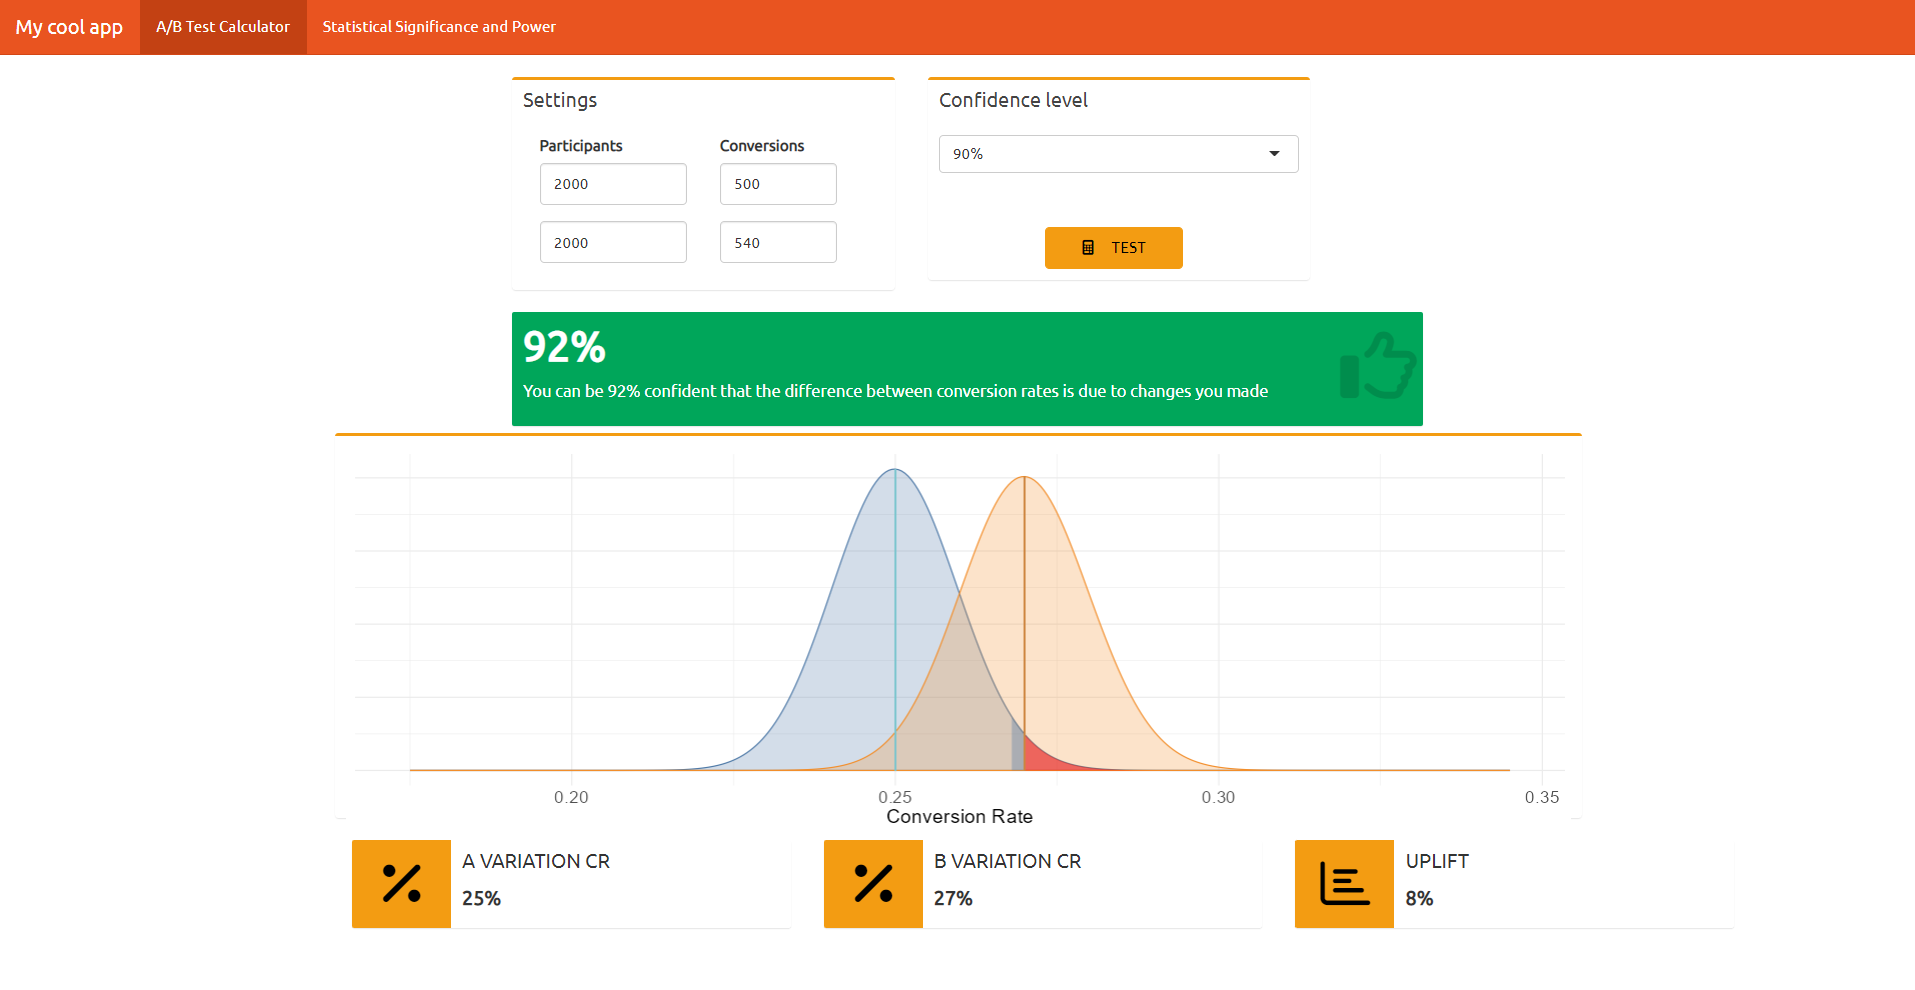 My cool app A/B Test Calculator Statistical Significance and Power
Settings
Participants Conversions
2000 500
2000 540
Confidence level
90%
TEST
92%
You can be 92% confident that the difference between conversion rates is due to changes you made
0.20 0.25 0.30 0.35
Conversion Rate
A VARIATION CR
25%
B VARIATION CR
27%
UPLIFT
8%